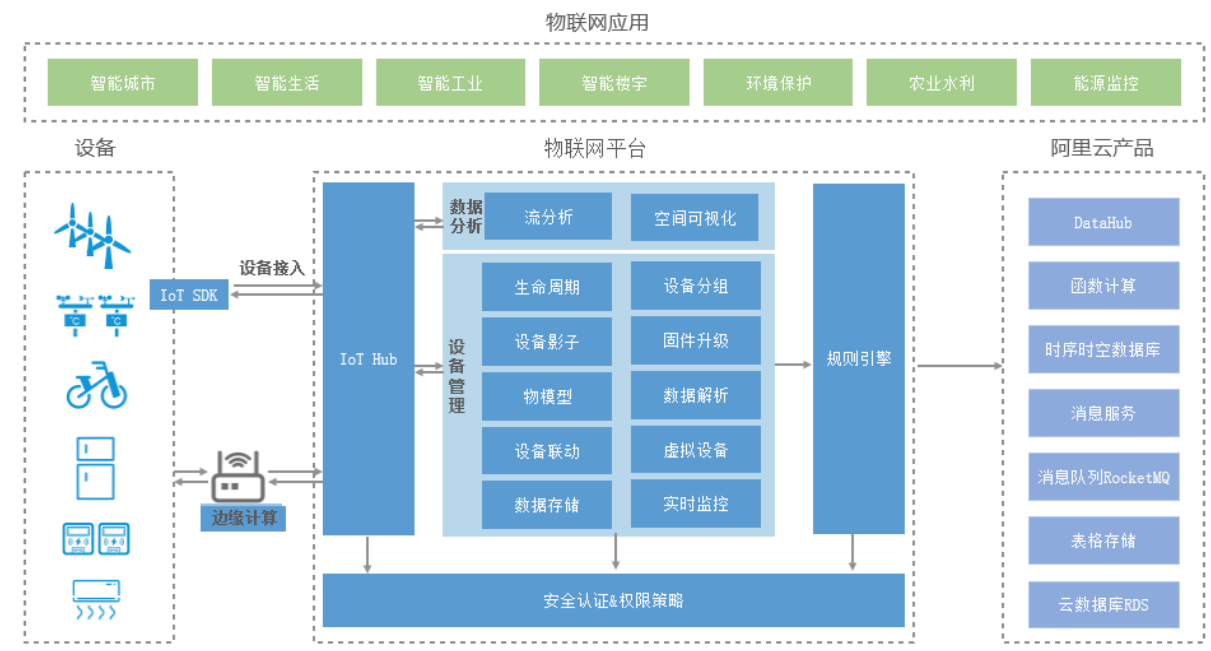 物联网应用
智能城市
智能生活
智能工业
智能楼宇
环境保护
农业水利
能源监控
设备
物联网平台
阿里云产品
IoT SDK
设备接入
边缘计算
IoT Hub
数据
分析
流分析
空间可视化
设
备
管
理
生命周期
设备分组
设备影子
固件升级
物模型
数据解析
设备联动
虚拟设备
数据存储
实时监控
规则引擎
安全认证&权限策略
DataHub
函数计算
时序时空数据库
消息服务
消息队列RocketMQ
表格存储
云数据库RDS
℃
℃